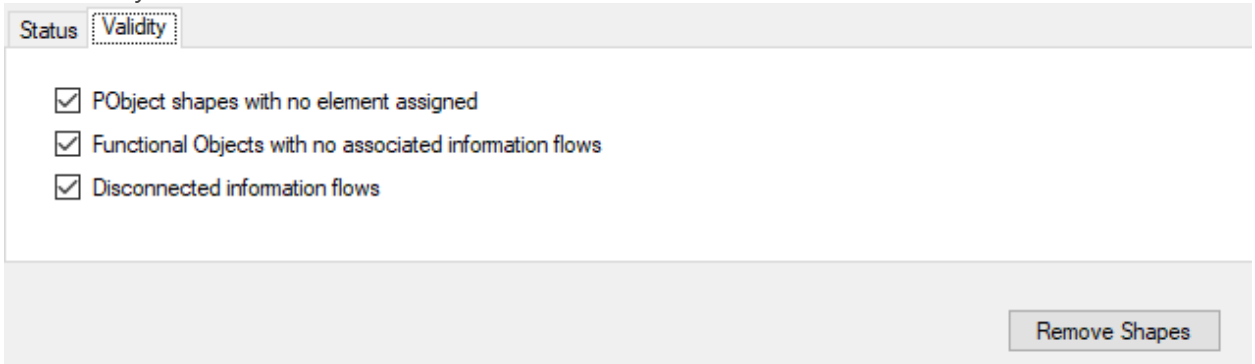 Status Validity
PObject shapes with no element assigned
Functional Objects with no associated information flows
Disconnected information flows
Remove Shapes